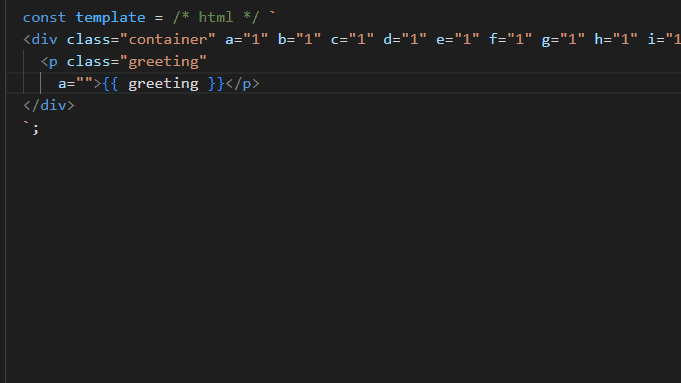 const template = /* html */ `
<div class="container" a="1" b="1" c="1" d="1" e="1" f="1" g="1" h="1" i="1
<p class="greeting"
a="">{{ greeting }}</p>
</div>
`;